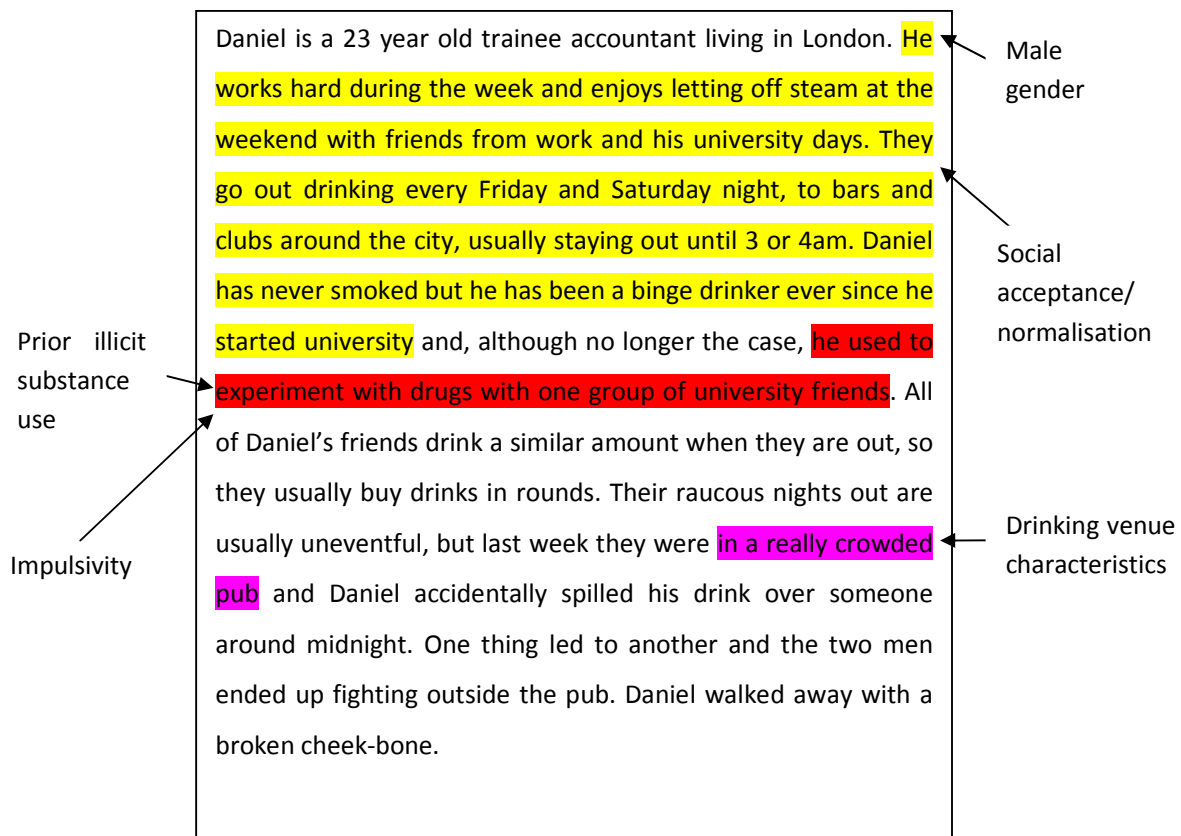 Daniel is a 23 year old trainee accountant living in London. He
works hard during the week and enjoys letting off steam at the
weekend with friends from work and his university days. They
go out drinking every Friday and Saturday night, to bars and
clubs around the city, usually staying out until 3 or 4am. Daniel
has never smoked but he has been a binge drinker ever since he
started university and, although no longer the case, he used to
experiment with drugs with one group of university friends. All
of Daniel’s friends drink a similar amount when they are out, so
they usually buy drinks in rounds. Their raucous nights out are
usually uneventful, but last week they were in a really crowded
pub and Daniel accidentally spilled his drink over someone
around midnight. One thing led to another and the two men
ended up fighting outside the pub. Daniel walked away with a
broken cheek-bone.
Male
gender
Social
acceptance/
normalisation
Prior illicit
substance
use
Impulsivity
Drinking venue
characteristics